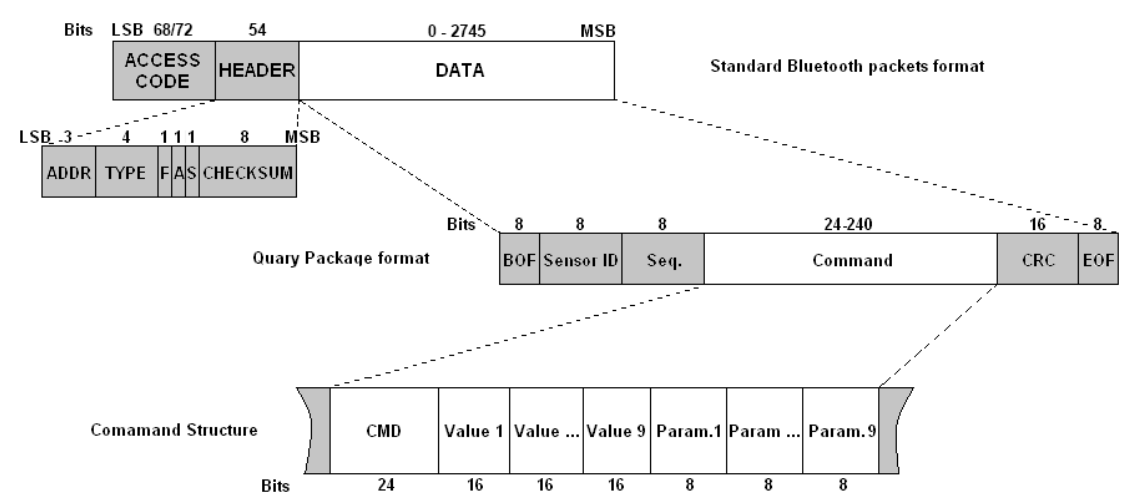 Bits LSB 68/72 54 0 - 2745 MSB
ACCESS CODE HEADER DATA
Standard Bluetooth packets format
LSB 3 4 1 1 1 8 MSB
ADDR TYPE F A S CHECKSUM
Bits 8 8 8 24-240 16 8
Quary Package format
BOF Sensor ID Seq. Command CRC EOF
Comamand Structure
CMD Value 1 Value ... Value 9 Param.1 Param ... Param.9
Bits 24 16 16 16 8 8 8